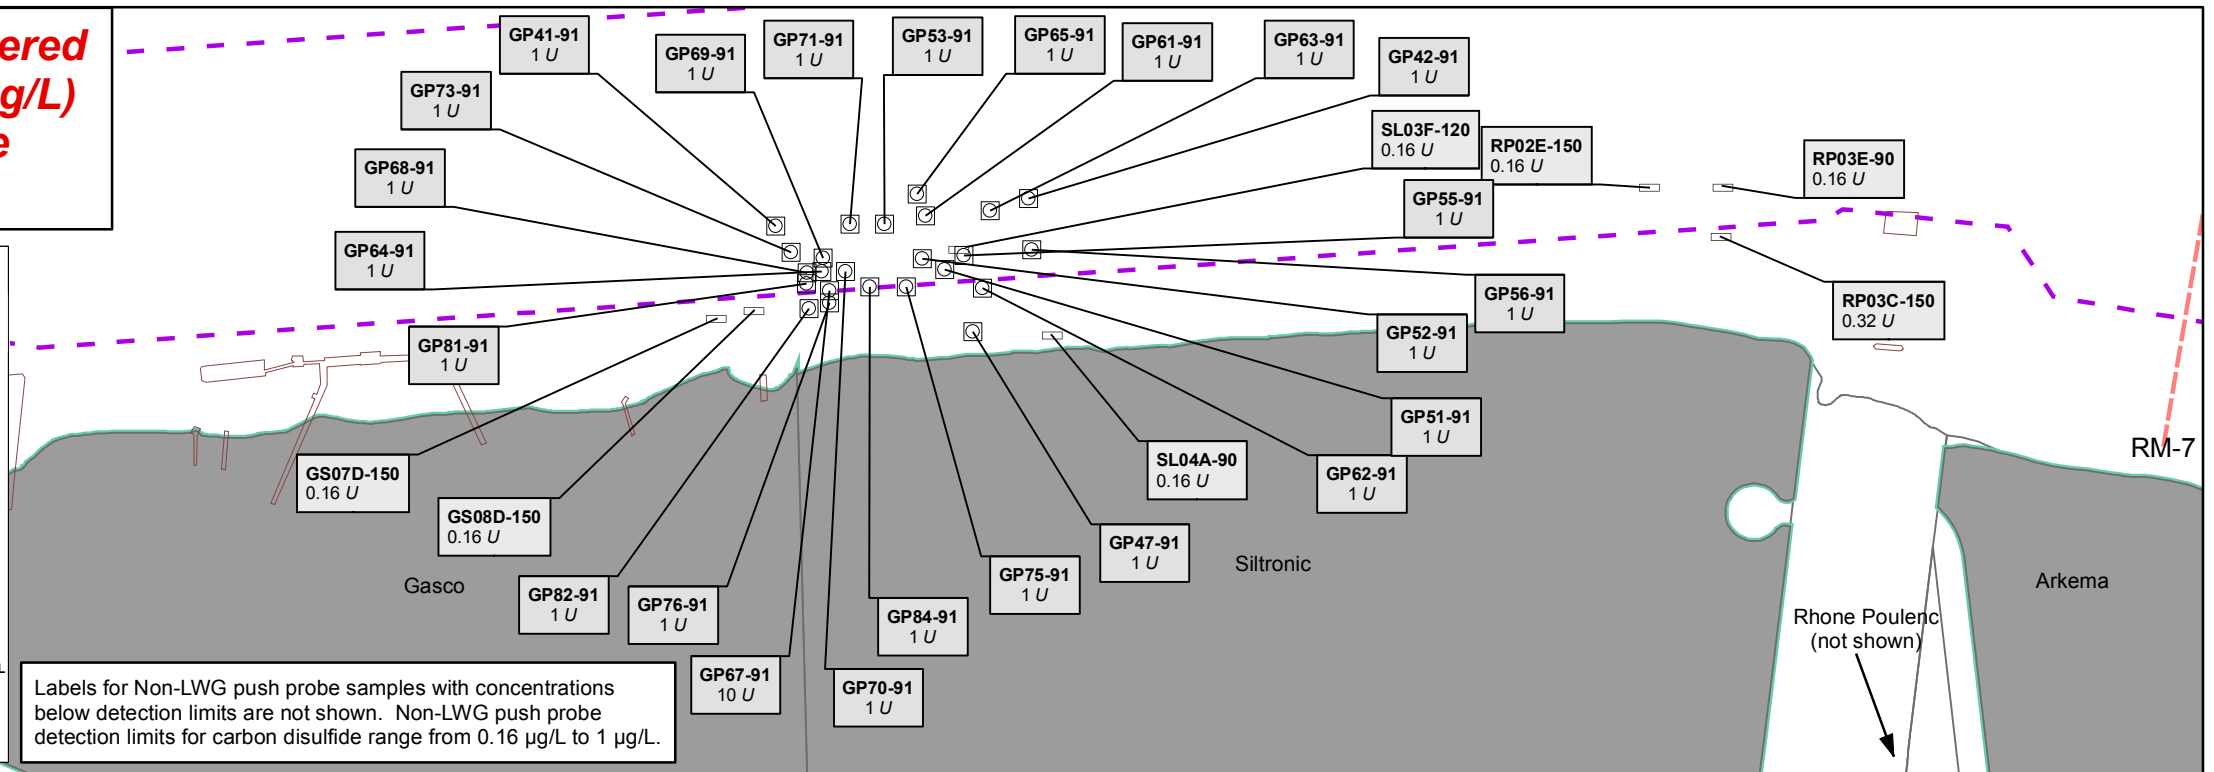 ered
g/L)
e
GP41-91
1 U
GP69-91
1 U
GP71-91
1 U
GP53-91
1 U
GP65-91
1 U
GP61-91
1 U
GP63-91
1 U
GP42-91
1 U
GP73-91
1 U
SL03F-120
0.16 U
RP02E-150
0.16 U
RP03E-90
0.16 U
GP68-91
1 U
GP55-91
1 U
GP64-91
1 U
GP56-91
1 U
RP03C-150
0.32 U
GP81-91
1 U
GP52-91
1 U
GP51-91
1 U
RM-7
GS07D-150
0.16 U
SL04A-90
0.16 U
GP62-91
1 U
GS08D-150
0.16 U
GP47-91
1 U
Siltronic
Gasco
GP82-91
1 U
GP76-91
1 U
GP75-91
1 U
Arkema
GP84-91
1 U
Rhone Poulenc
(not shown)
GP67-91
10 U
GP70-91
1 U
Labels for Non-LWG push probe samples with concentrations
below detection limits are not shown.  Non-LWG push probe
detection limits for carbon disulfide range from 0.16 µg/L to 1 µg/L.